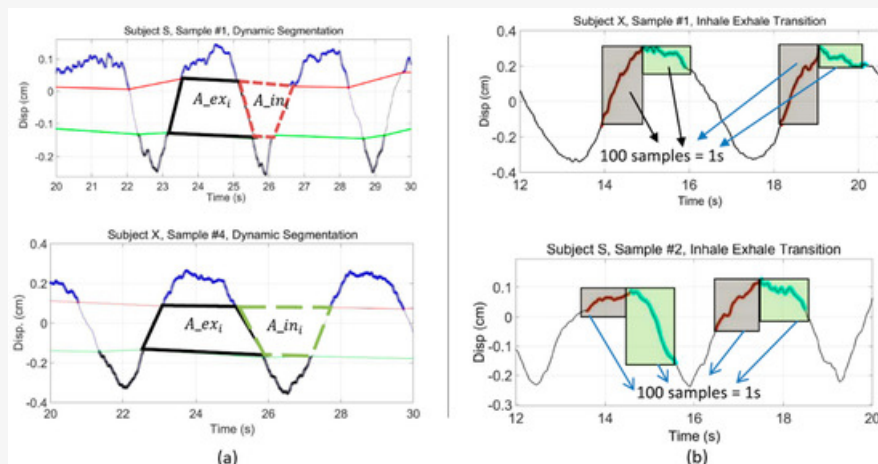 Subject S, Sample #1, Dynamic Segmentation
0.1
0
-0.1
-0.2
Disp (cm)
A_ex_i
A_in_i
20 21 22 23 24 25 26 27 28 29 30
Time (s)
Subject X, Sample #4, Dynamic Segmentation
0.4
0.2
0
-0.2
-0.4
Disp. (cm)
A_ex_i
A_in_i
20 22 24 26 28 30
Time (s)
(a)
Subject X, Sample #1, Inhale Exhale Transition
0.4
0.2
0
-0.2
-0.4
Disp (cm)
100 samples = 1s
12 14 16 18 20
Time (s)
Subject S, Sample #2, Inhale Exhale Transition
0.1
0
-0.1
-0.2
-0.3
Disp (cm)
100 samples = 1s
12 14 16 18 20
Time (s)
(b)